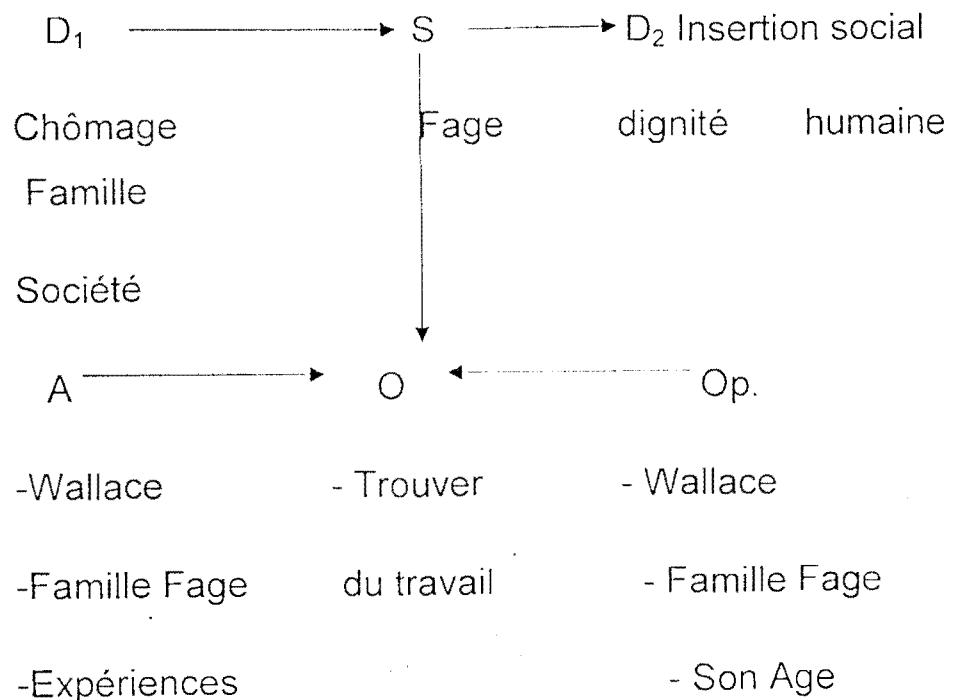 D₁ S D₂ Insertion social
Chômage Fage dignité humaine
Famille
Société
A O Op.
-Wallace - Trouver - Wallace
-Famille Fage du travail - Famille Fage
-Expériences - Son Age